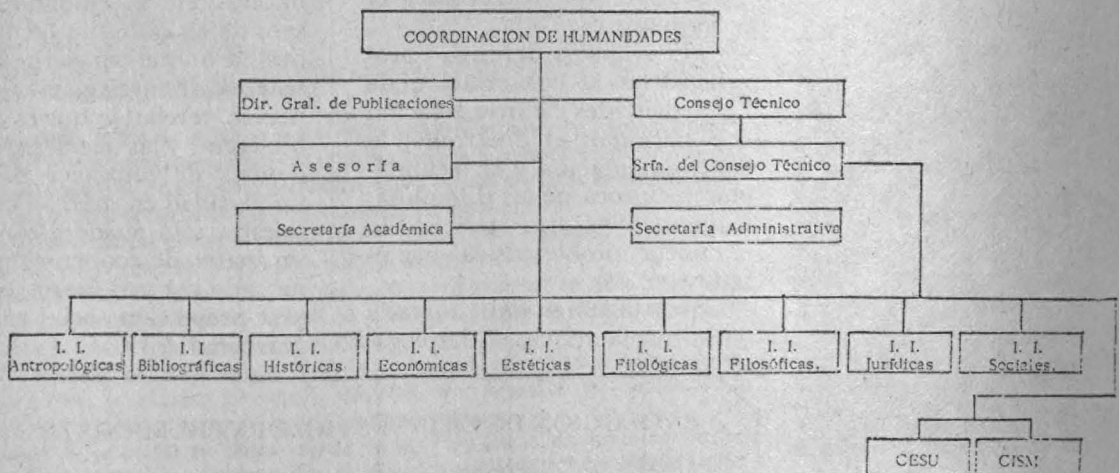 COORDINACION DE HUMANIDADES
Dir. Gral. de Publicaciones
Consejo Técnico
Asesoría
Sría. del Consejo Técnico
Secretaría Académica
Secretaría Administrativa
I. I.
Antropológicas
I. I.
Bibliográficas
I. I.
Históricas
I. I.
Económicas
I. I.
Estéticas
I. I.
Filológicas
I. I.
Filosóficas.
I. I.
Jurídicas
I. I.
Sociales.
CESU
CISM